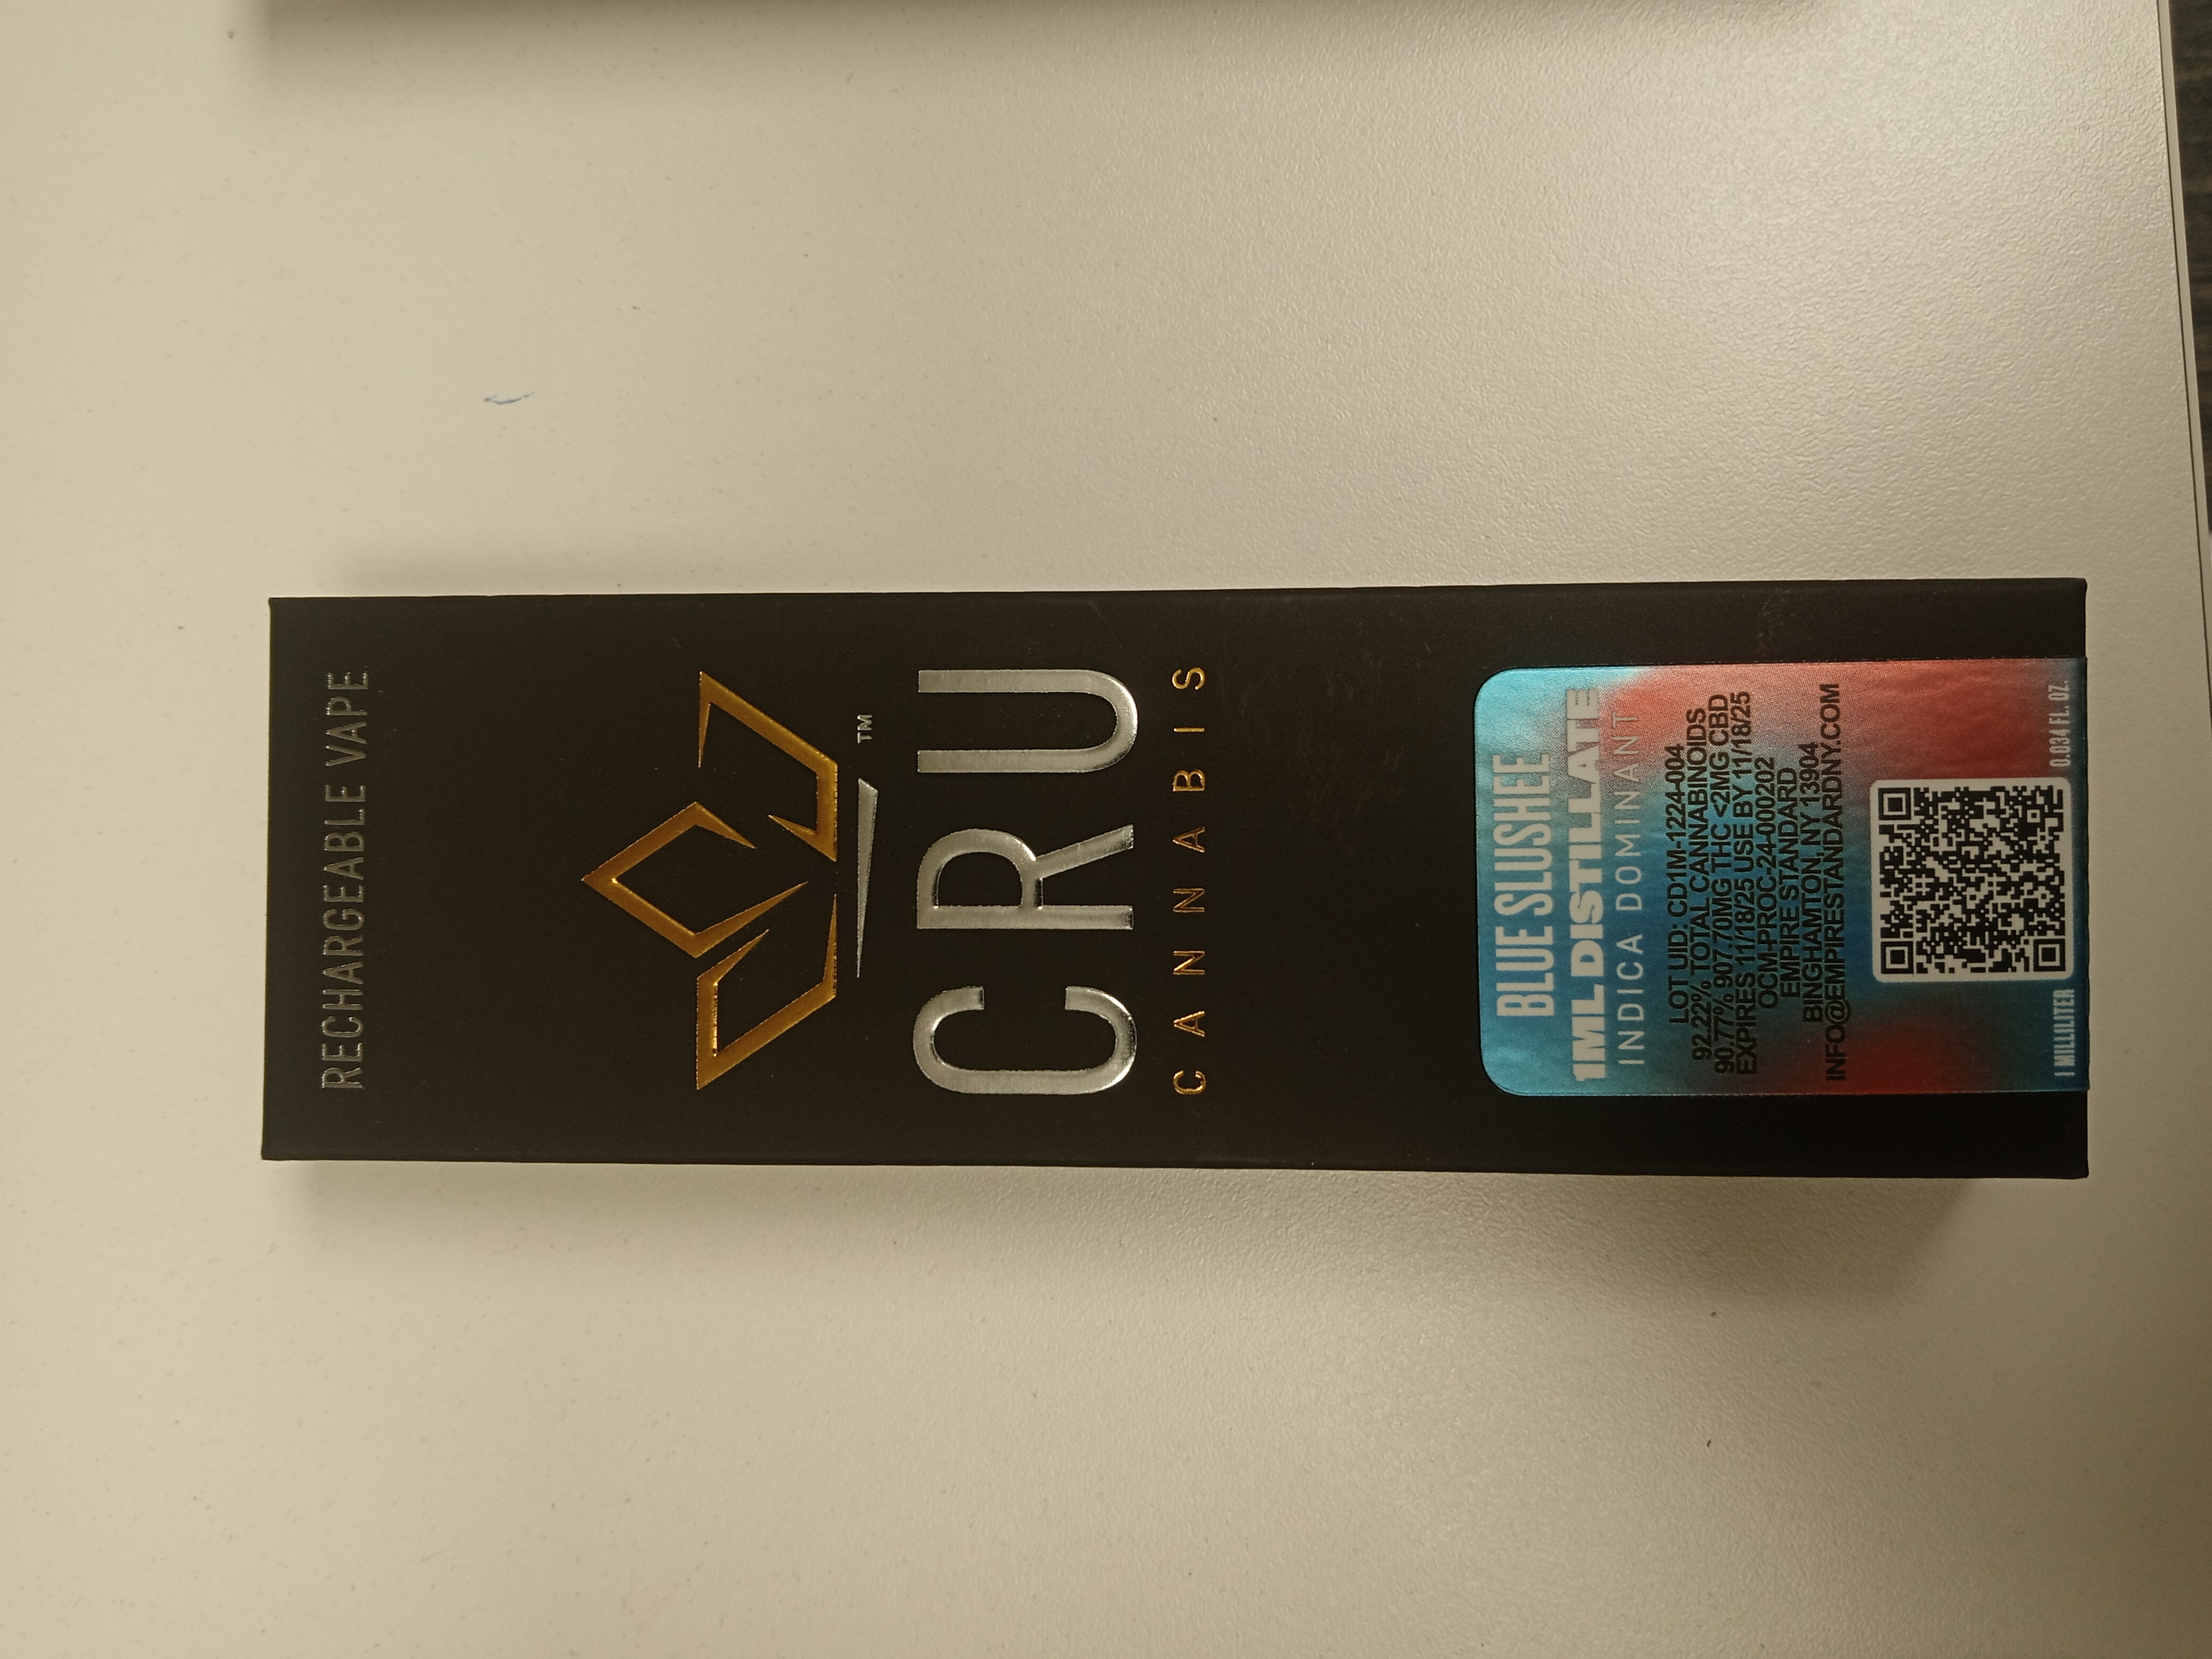 RECHARGEABLE VAPE
TM
CRU
CANNABIS
BLUE SLUSHEE
1ML DISTILLATE
INDICA DOMINANT
LOT UID: CD1M-1224-004
92.22% TOTAL CANNABINOIDS
90.77% 907.70MG THC <2MG CBD
EXPIRES 11/18/25 USE BY 11/18/25
OCM-PROC-24-000202
EMPIRE STANDARD
BINGHAMTON, NY 13904
INFO@EMPIRESTANDARDNY.COM
1 MILLILITER 0.034 FL. OZ.